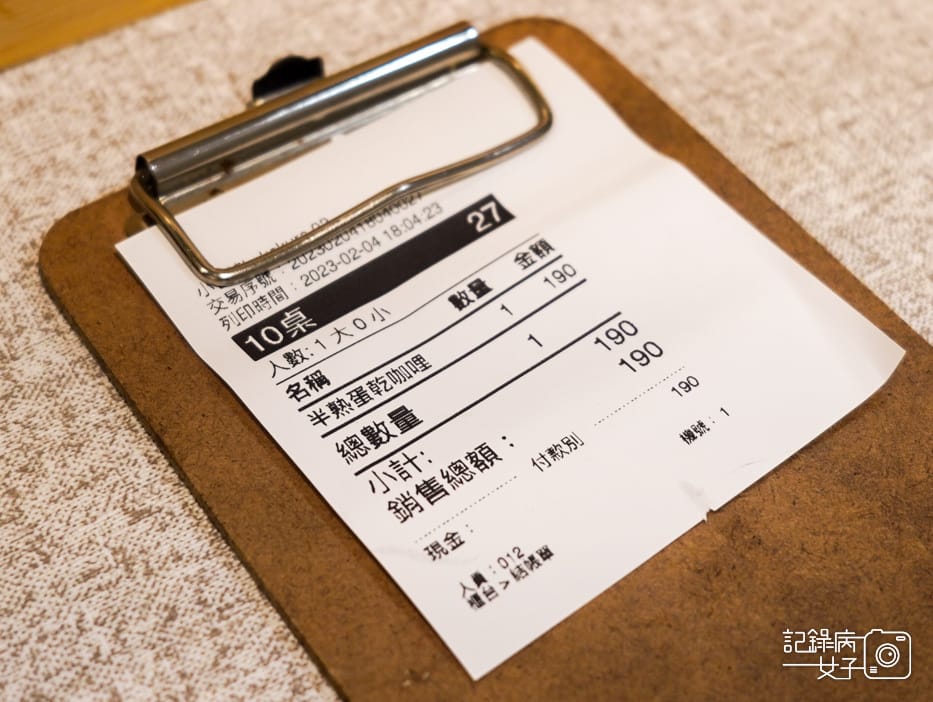 交易序號：2023020418040027
列印時間：2023-02-04 18:04:23
10桌 27
人數: 1 大 0 小
名稱 數量 金額
半熟蛋乾咖哩 1 190
總數量 1
小計: 190
銷售總額： 190
付款別
現金： 190
人員：012 機號：1
櫃台 > 結帳單
記錄病
女子